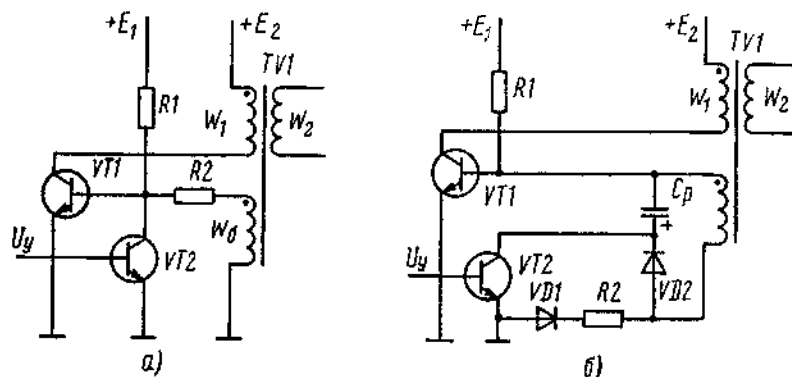 +E1 +E2
TV1
R1
W1 W2
R2
VT1
Wб
Uу
VT2
а)
+E1 +E2
TV1
R1
W1 W2
VT1
Cр
+
Uу
VT2
VD1 R2 VD2
б)